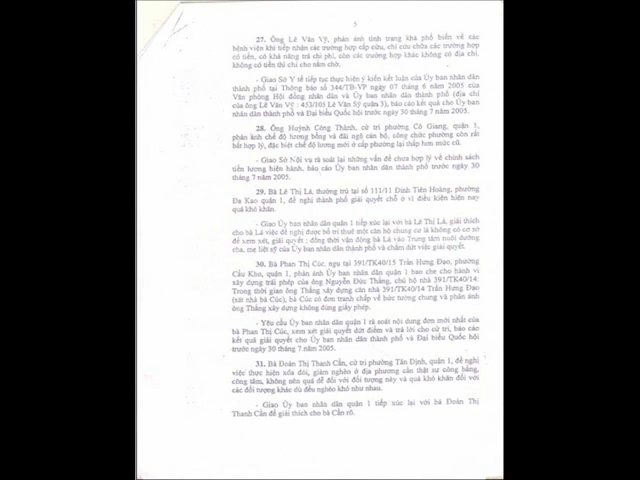 5
27. Ông Lê Văn Vỹ, phản ánh tình trạng khá phổ biến về các
bệnh viện khi tiếp nhận các trường hợp cấp cứu, chỉ cứu chữa các trường hợp
có tiền, có khả năng trả chi phí, còn các trường hợp khác không có địa chỉ,
không có tiền thì chỉ cho nằm chờ.
- Giao Sở Y tế tiếp tục thực hiện ý kiến kết luận của Ủy ban nhân dân
thành phố tại Thông báo số 344/TB-VP ngày 07 tháng 6 năm 2005 của
Văn phòng Hội đồng nhân dân và Ủy ban nhân dân thành phố (địa chỉ
của ông Lê Văn Vỹ : 453/105 Lê Văn Sỹ quận 3), báo cáo kết quả cho Ủy ban
nhân dân thành phố và Đại biểu Quốc hội trước ngày 30 tháng 7 năm 2005.
28. Ông Huỳnh Công Thành, cử tri phường Cô Giang, quận 1,
phản ánh chế độ lương bổng và đãi ngộ cán bộ, công chức phường còn rất
bất hợp lý, đặc biệt chế độ lương mới ở cấp phường lại thấp hơn mức cũ.
- Giao Sở Nội vụ rà soát lại những vấn đề chưa hợp lý về chính sách
tiền lương hiện hành, báo cáo Ủy ban nhân dân thành phố trước ngày 30
tháng 7 năm 2005.
29. Bà Lê Thị Lá, thường trú tại số 111/11 Đinh Tiên Hoàng, phường
Đa Kao quận 1, đề nghị thành phố giải quyết chỗ ở vì điều kiện hiện nay
quá khó khăn.
- Giao Ủy ban nhân dân quận 1 tiếp xúc lại với bà Lê Thị Lá, giải thích
cho bà Lá việc đề nghị được bố trí thuê một căn hộ chung cư là không có cơ sở
để xem xét, giải quyết ; đồng thời vận động bà Lá vào Trung tâm nuôi dưỡng
cha, mẹ liệt sỹ của Ủy ban nhân dân thành phố và chấm dứt việc giải quyết.
30. Bà Phan Thị Cúc, ngụ tại 391/TK40/15 Trần Hưng Đạo, phường
Cầu Kho, quận 1, phản ánh Ủy ban nhân dân quận 1 bao che cho hành vi
xây dựng trái phép của ông Nguyễn Đức Thắng, chủ hộ nhà 391/TK40/14.
Trong thời gian ông Thắng xây dựng căn nhà 391/TK40/14 Trần Hưng Đạo
(sát nhà bà Cúc), bà Cúc có đơn tranh chấp về bức tường chung và phản ánh
ông Thắng xây dựng không đúng giấy phép.
- Yêu cầu Ủy ban nhân dân quận 1 rà soát nội dung đơn mới nhất của
bà Phan Thị Cúc, xem xét giải quyết dứt điểm và trả lời cho cử tri, báo cáo
kết quả giải quyết cho Ủy ban nhân dân thành phố và Đại biểu Quốc hội
trước ngày 30 tháng 7 năm 2005.
31. Bà Đoàn Thị Thanh Cẩn, cử tri phường Tân Định, quận 1, đề nghị
việc thực hiện xóa đói, giảm nghèo ở địa phương cần thật sự công bằng,
công tâm, không nên quá dễ đối với đối tượng này và quá khó khăn đối với
các đối tượng khác dù đều nghèo khó như nhau.
- Giao Ủy ban nhân dân quận 1 tiếp xúc lại với bà Đoàn Thị
Thanh Cẩn để giải thích cho bà Cẩn rõ.